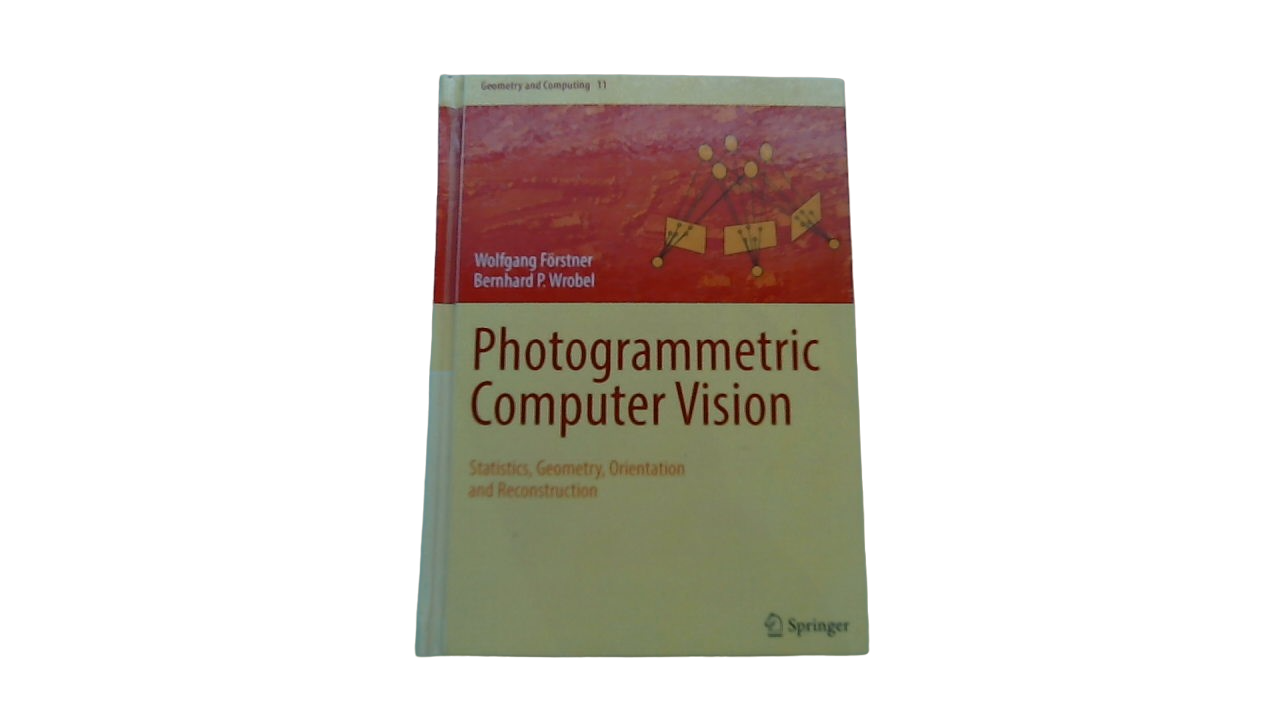 Geometry and Computing 11
Wolfgang Förstner
Bernhard P. Wrobel
Photogrammetric
Computer Vision
Statistics, Geometry, Orientation
and Reconstruction
Springer